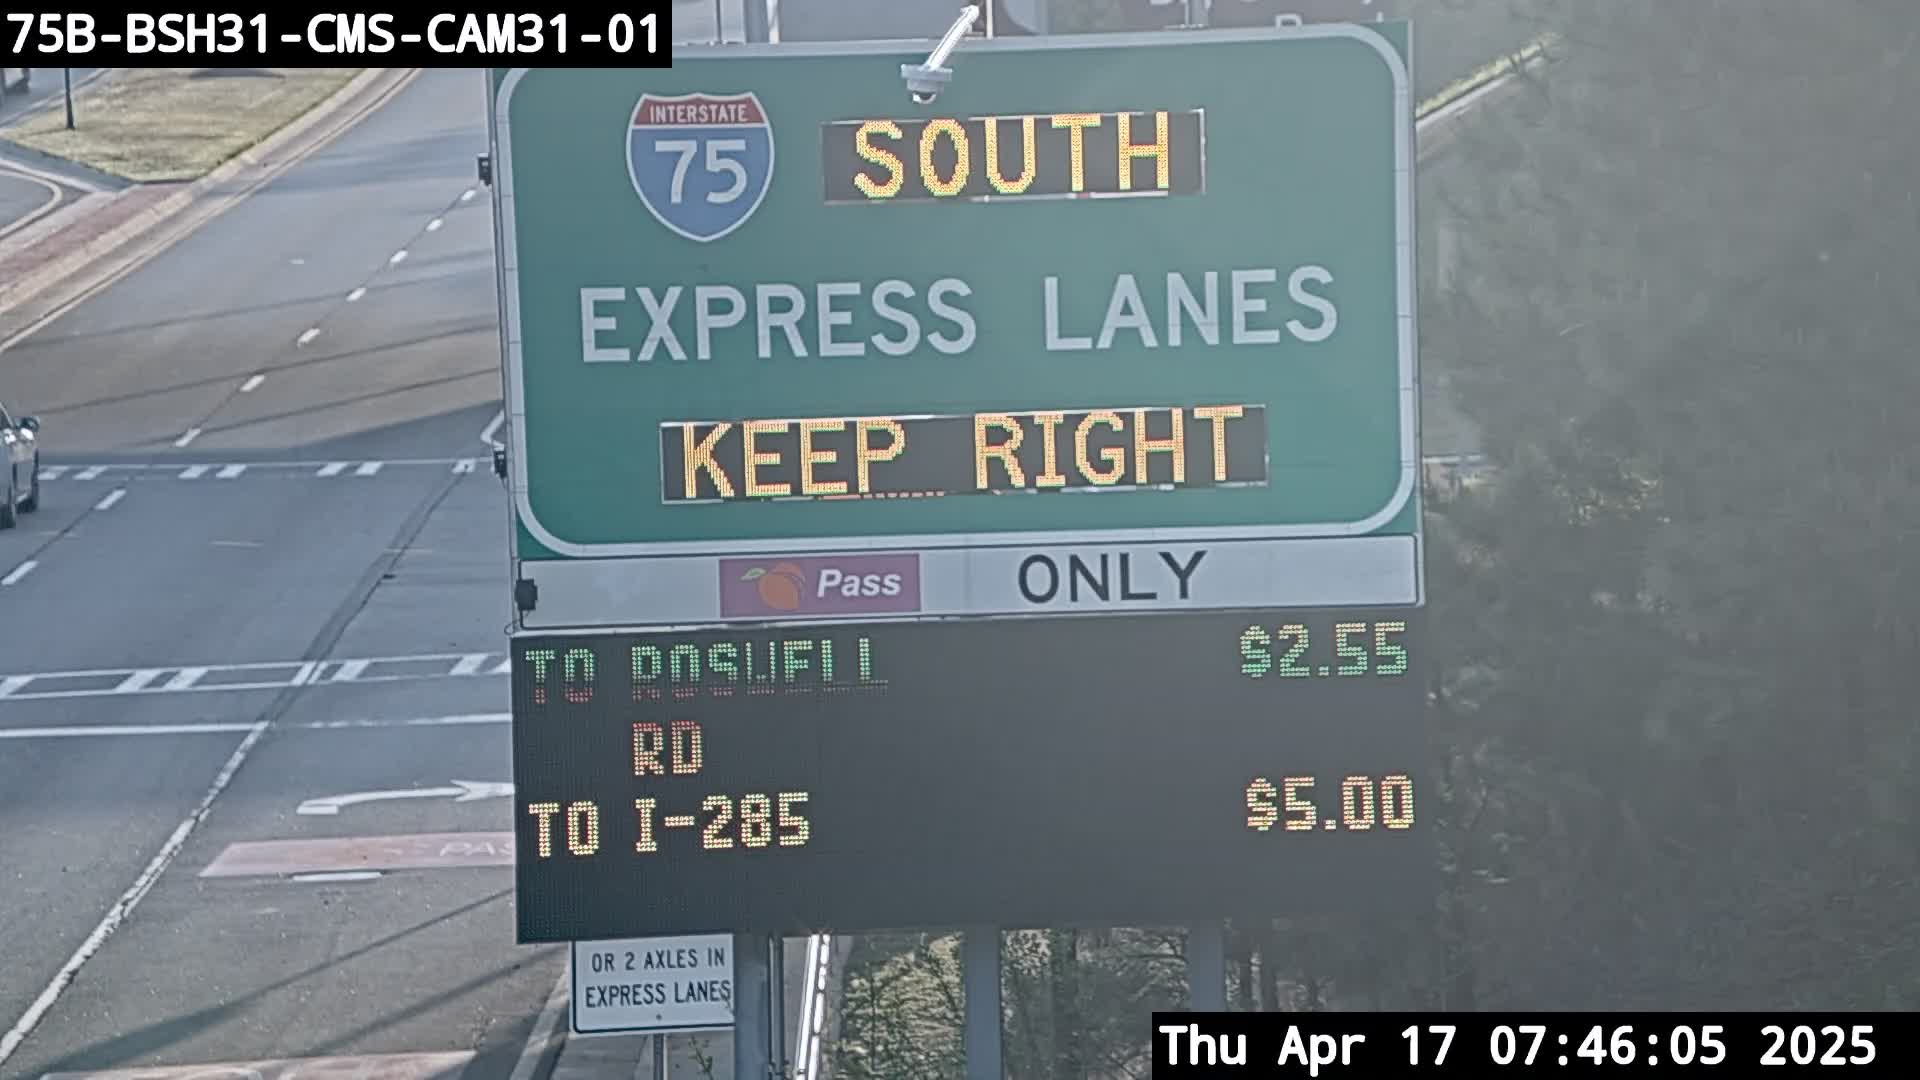 75B-BSH31-CMS-CAM31-01
INTERSTATE
75
SOUTH
EXPRESS LANES
KEEP RIGHT
Pass ONLY
TO ROSWELL $2.55
RD
TO I-285 $5.00
OR 2 AXLES IN
EXPRESS LANES
Thu Apr 17 07:46:05 2025